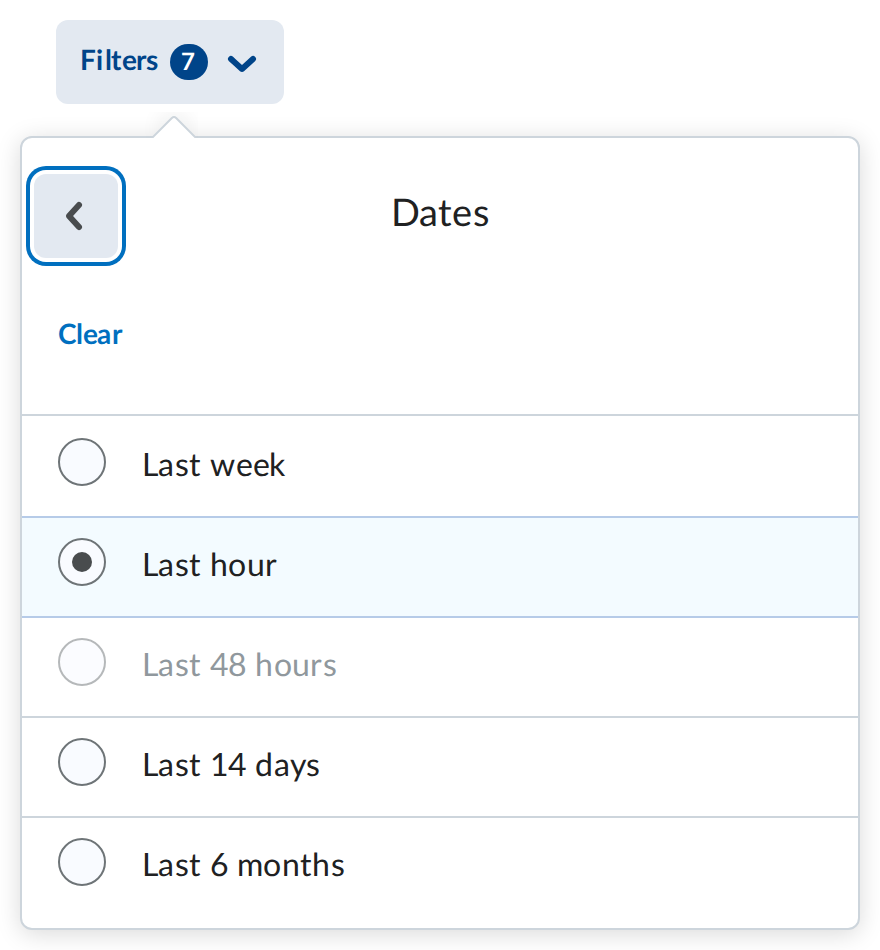 Filters 7
Dates
Clear
Last week
Last hour
Last 48 hours
Last 14 days
Last 6 months